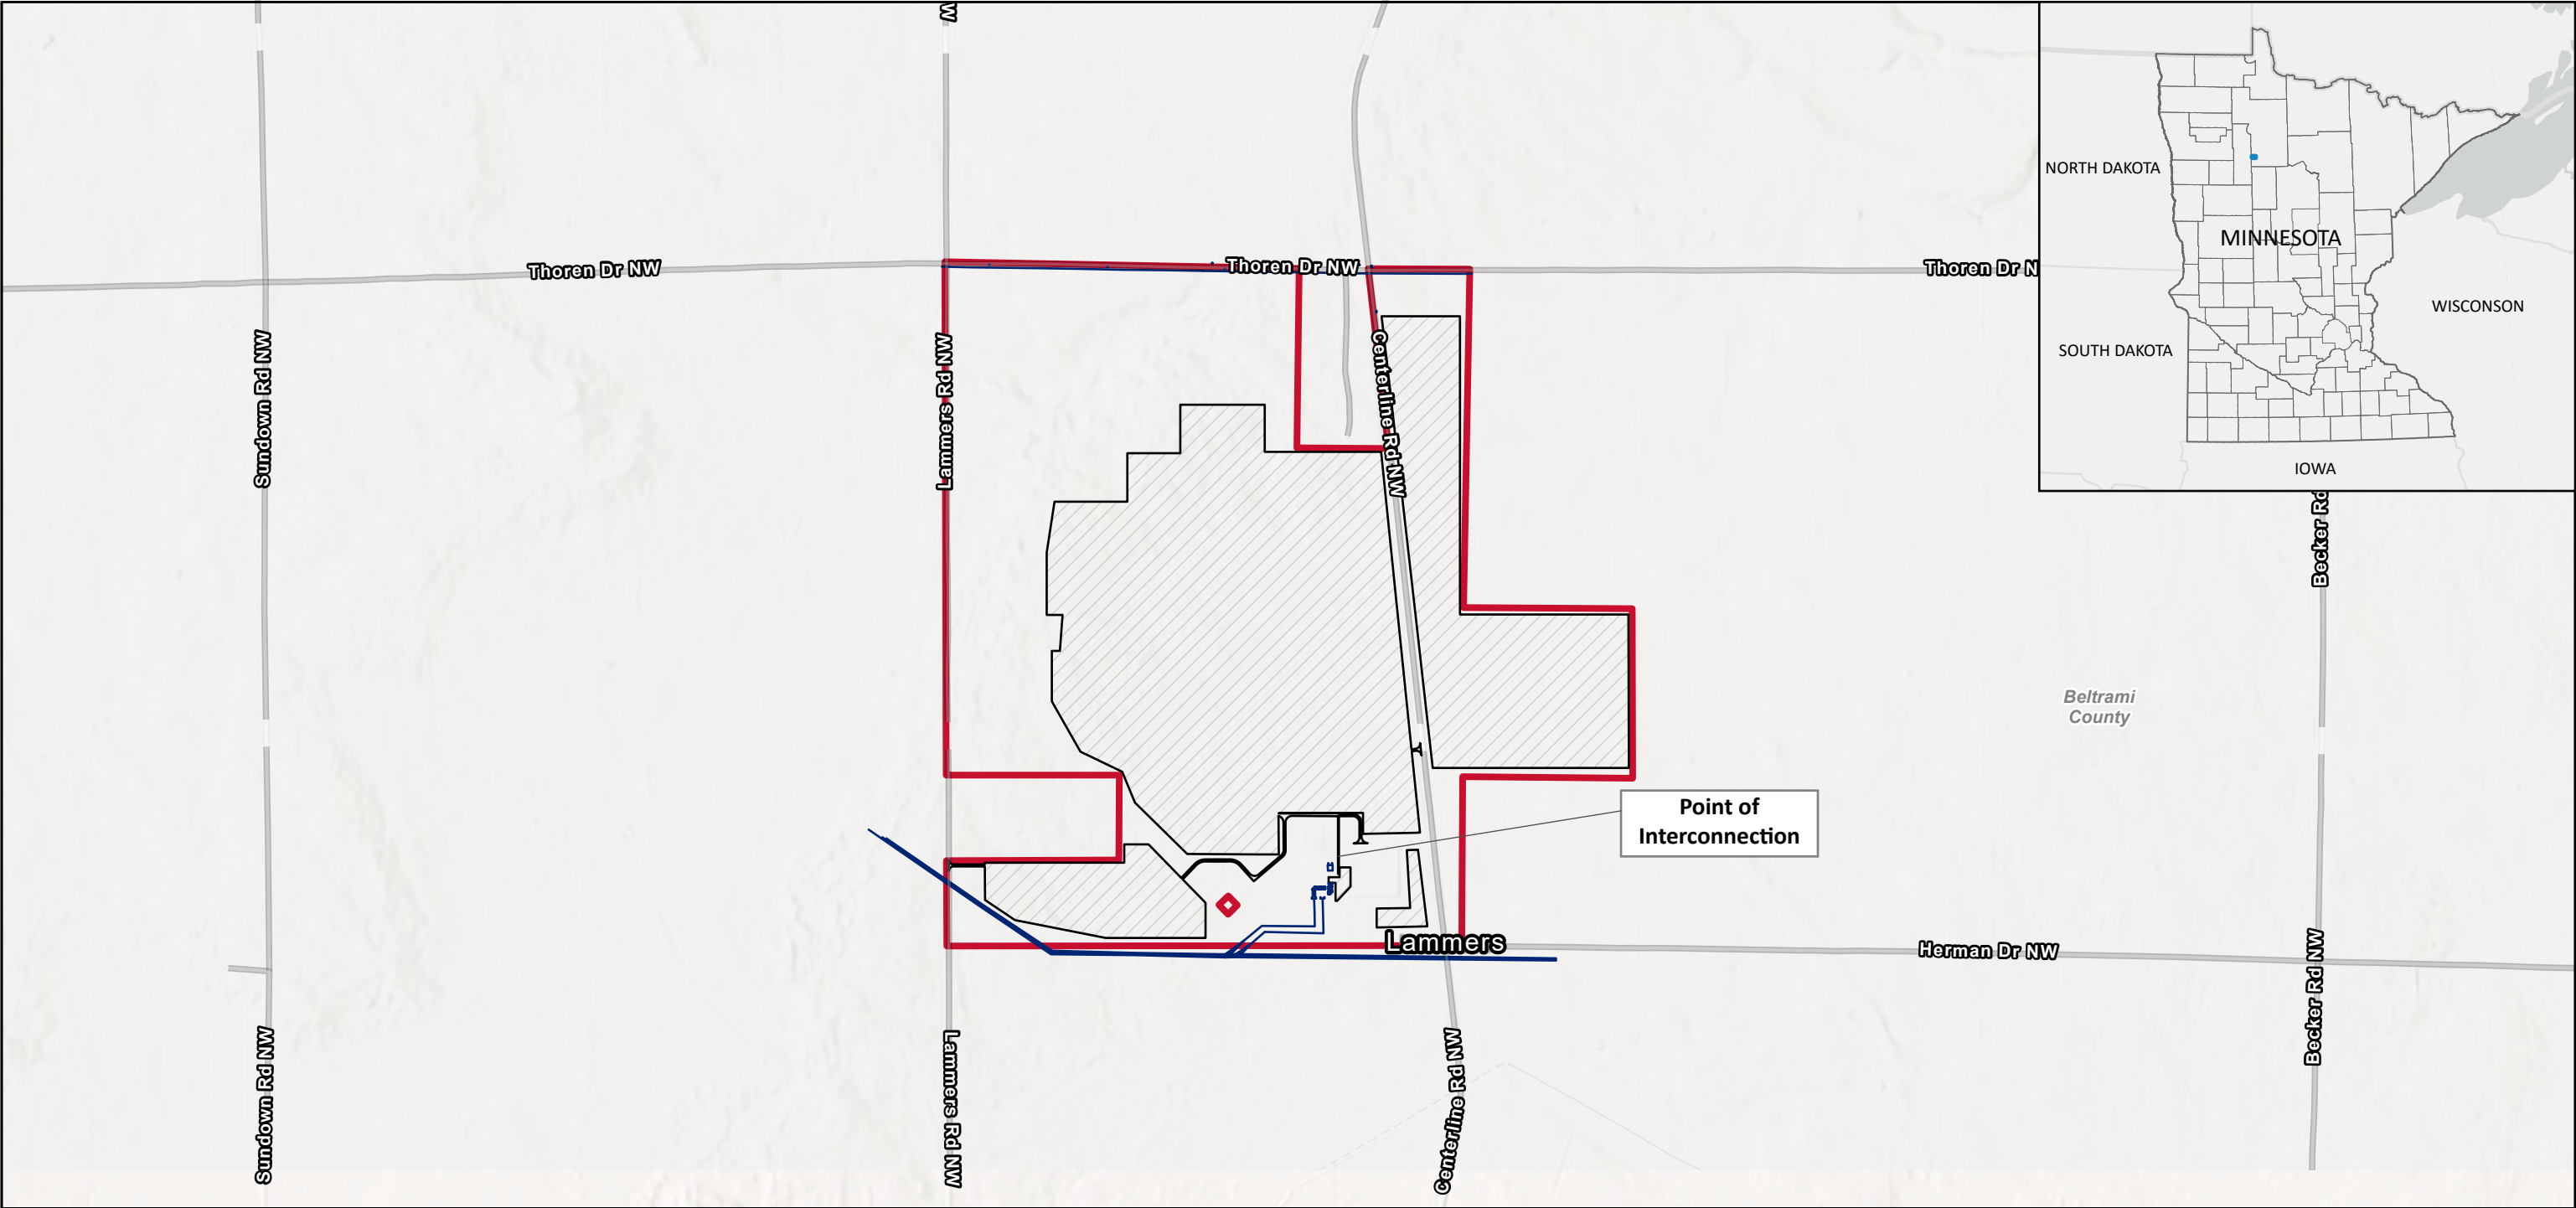 W
NORTH DAKOTA
MINNESOTA
WISCONSON
SOUTH DAKOTA
IOWA
Thoren Dr NW
Thoren Dr NW
Thoren Dr N
Sundown Rd NW
Lammers Rd NW
Centerline Rd NW
Becker Rd
Beltrami
County
Point of
Interconnection
Lammers
Herman Dr NW
Becker Rd NW
Sundown Rd NW
Lammers Rd NW
Centerline Rd NW